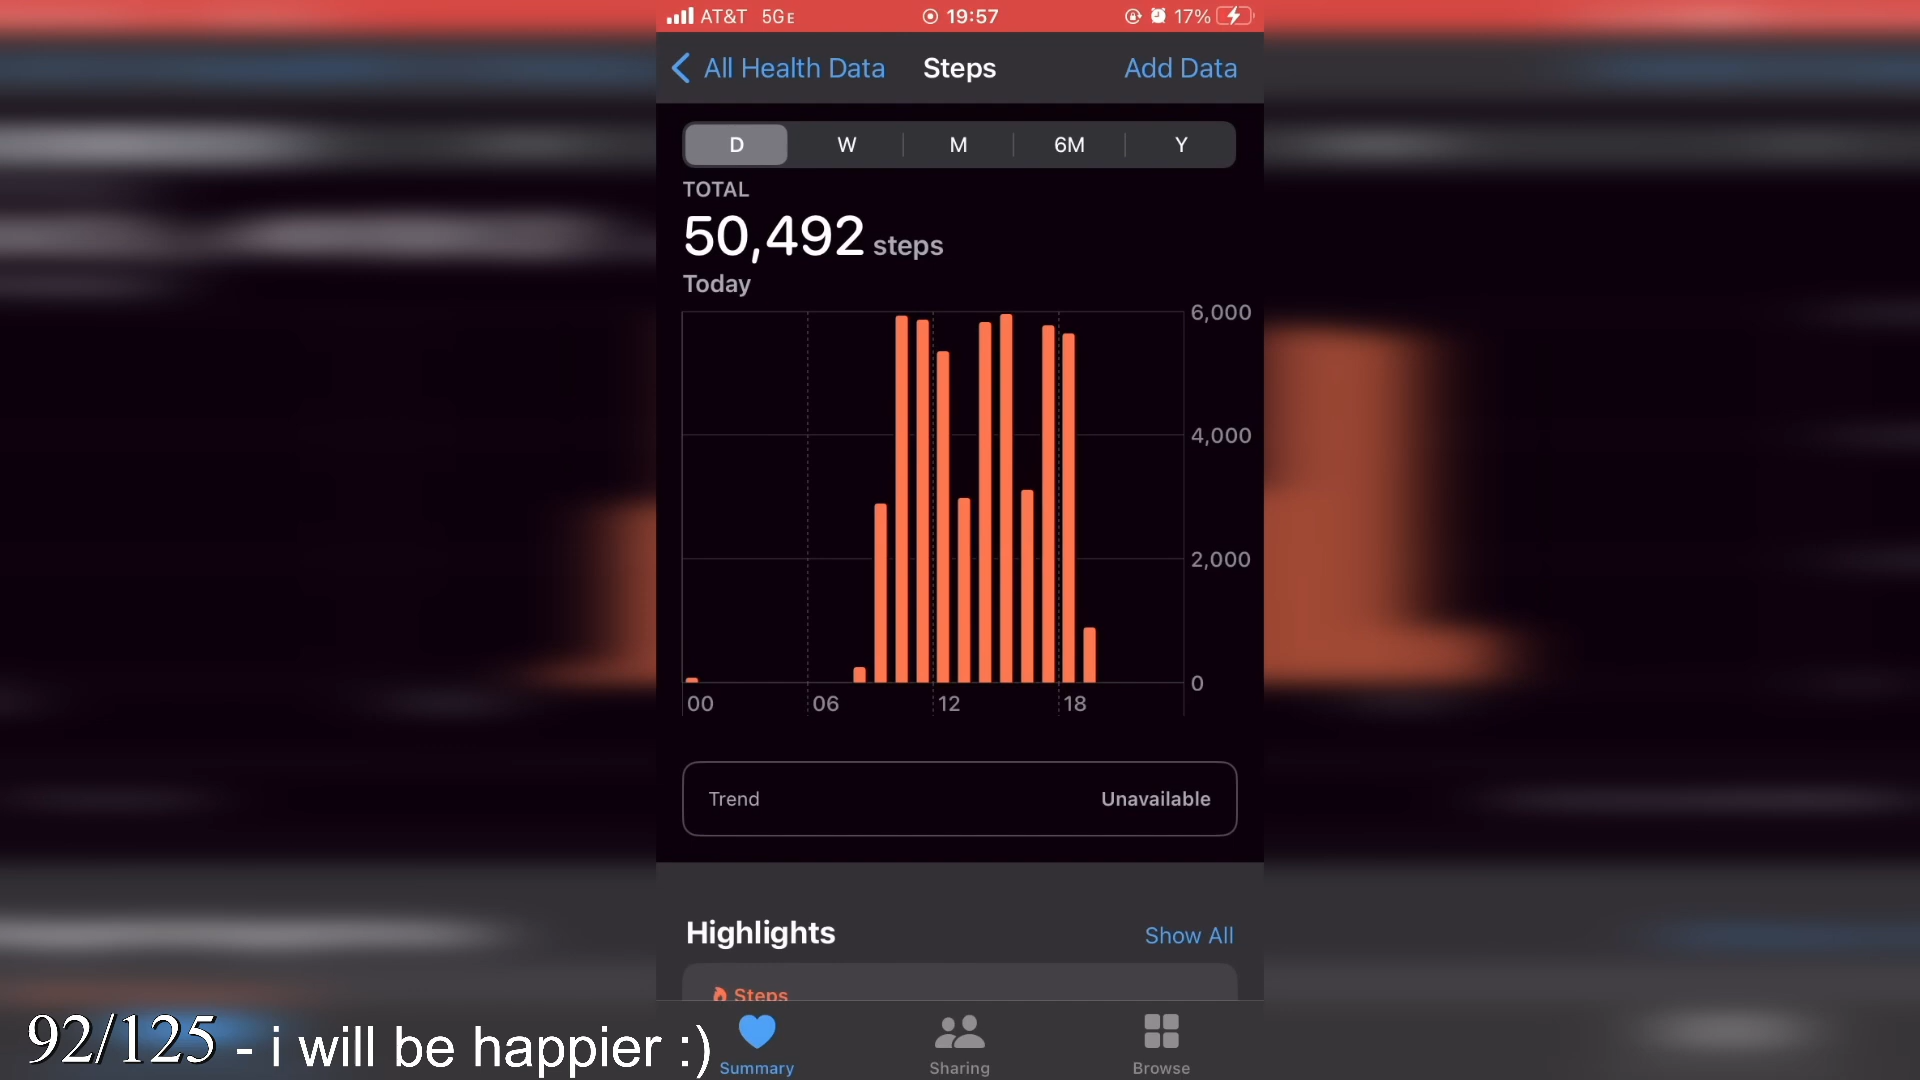 AT&T 5GE 19:57 17%
All Health Data Steps Add Data
D W M 6M Y
TOTAL
50,492 steps
Today
6,000
4,000
2,000
0
00 06 12 18
Trend Unavailable
Highlights Show All
Steps
Summary Sharing Browse
92/125 - i will be happier :)